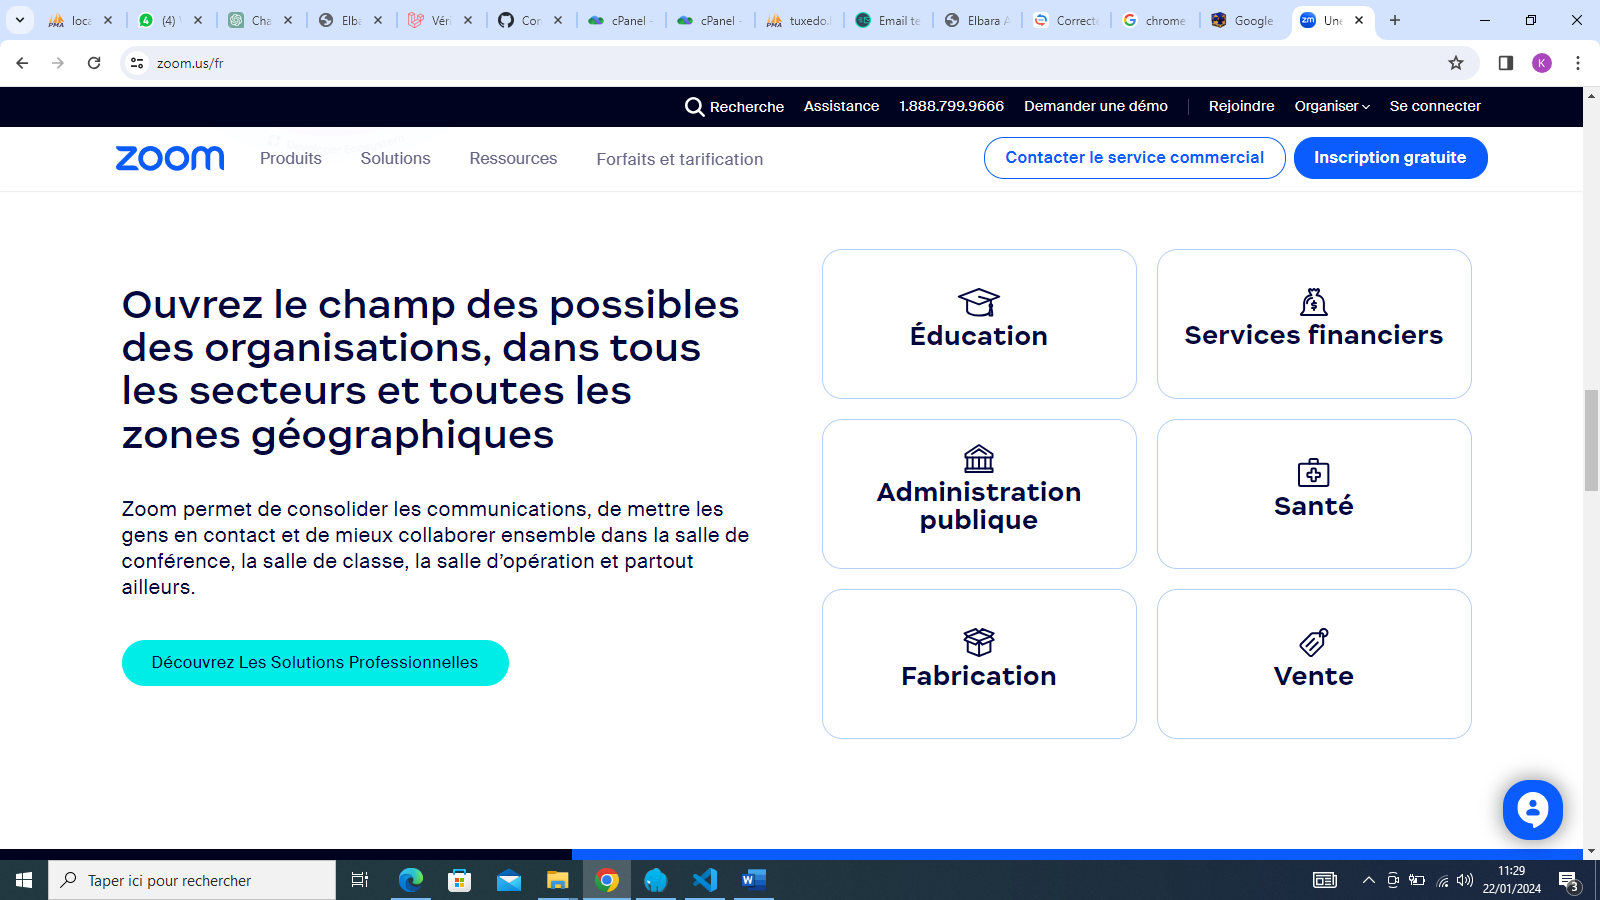 loca
(4)
Cha
Elba
Véri
Cor
cPanel -
cPanel -
tuxedo.
Email te
Elbara A
Correct
chrome
Google
Une
zoom.us/fr
K
Recherche
Assistance
1.888.799.9666
Demander une démo
Rejoindre
Organiser
Se connecter
zoom
Produits
Solutions
Ressources
Forfaits et tarification
Contacter le service commercial
Inscription gratuite
Ouvrez le champ des possibles
des organisations, dans tous
les secteurs et toutes les
zones géographiques
Zoom permet de consolider les communications, de mettre les
gens en contact et de mieux collaborer ensemble dans la salle de
conférence, la salle de classe, la salle d’opération et partout
ailleurs.
Découvrez Les Solutions Professionnelles
Éducation
Services financiers
Administration
publique
Santé
Fabrication
Vente
Taper ici pour rechercher
11:29
22/01/2024
3